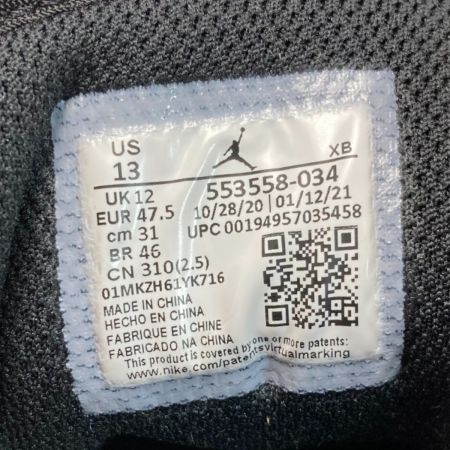 US
13
XB
UK 12
553558-034
EUR 47.5
10/28/20 | 01/12/21
cm 31
UPC 00194957035458
BR 46
CN 310(2.5)
01MKZH61YK716
MADE IN CHINA
HECHO EN CHINA
FABRIQUE EN CHINE
FABRICADO NA CHINA
This product is covered by one or more patents:
www.nike.com/patentsvirtualmarking